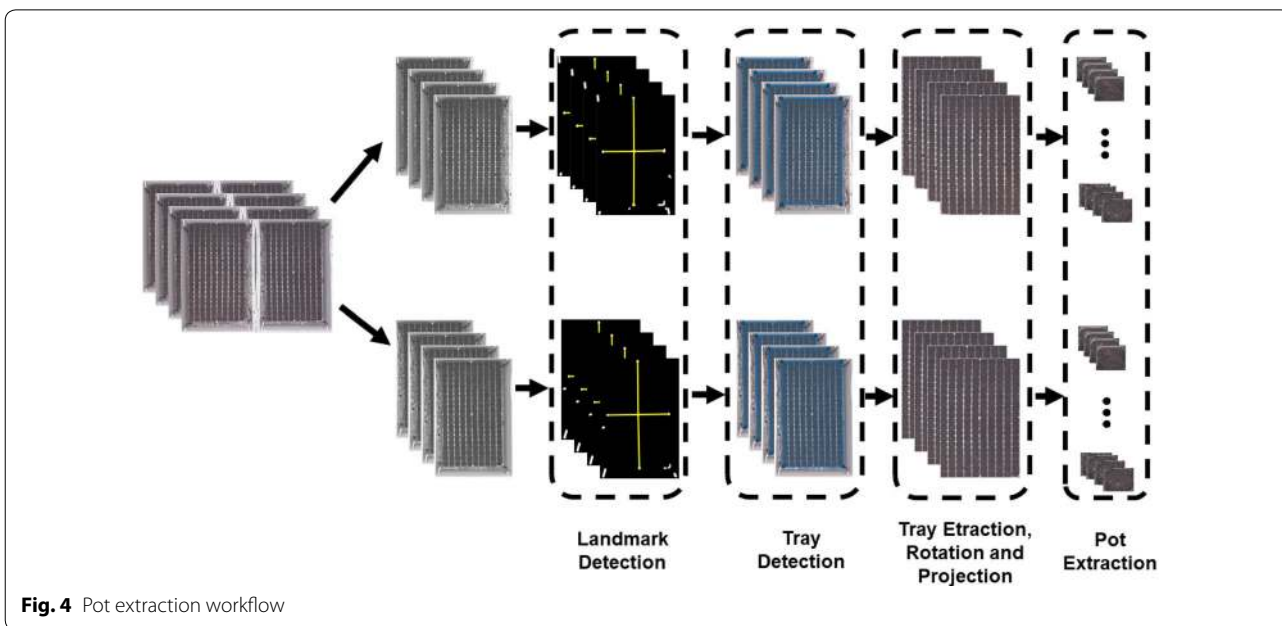 Landmark
Detection
Tray
Detection
Tray Etraction,
Rotation and
Projection
Pot
Extraction
Fig. 4 Pot extraction workflow